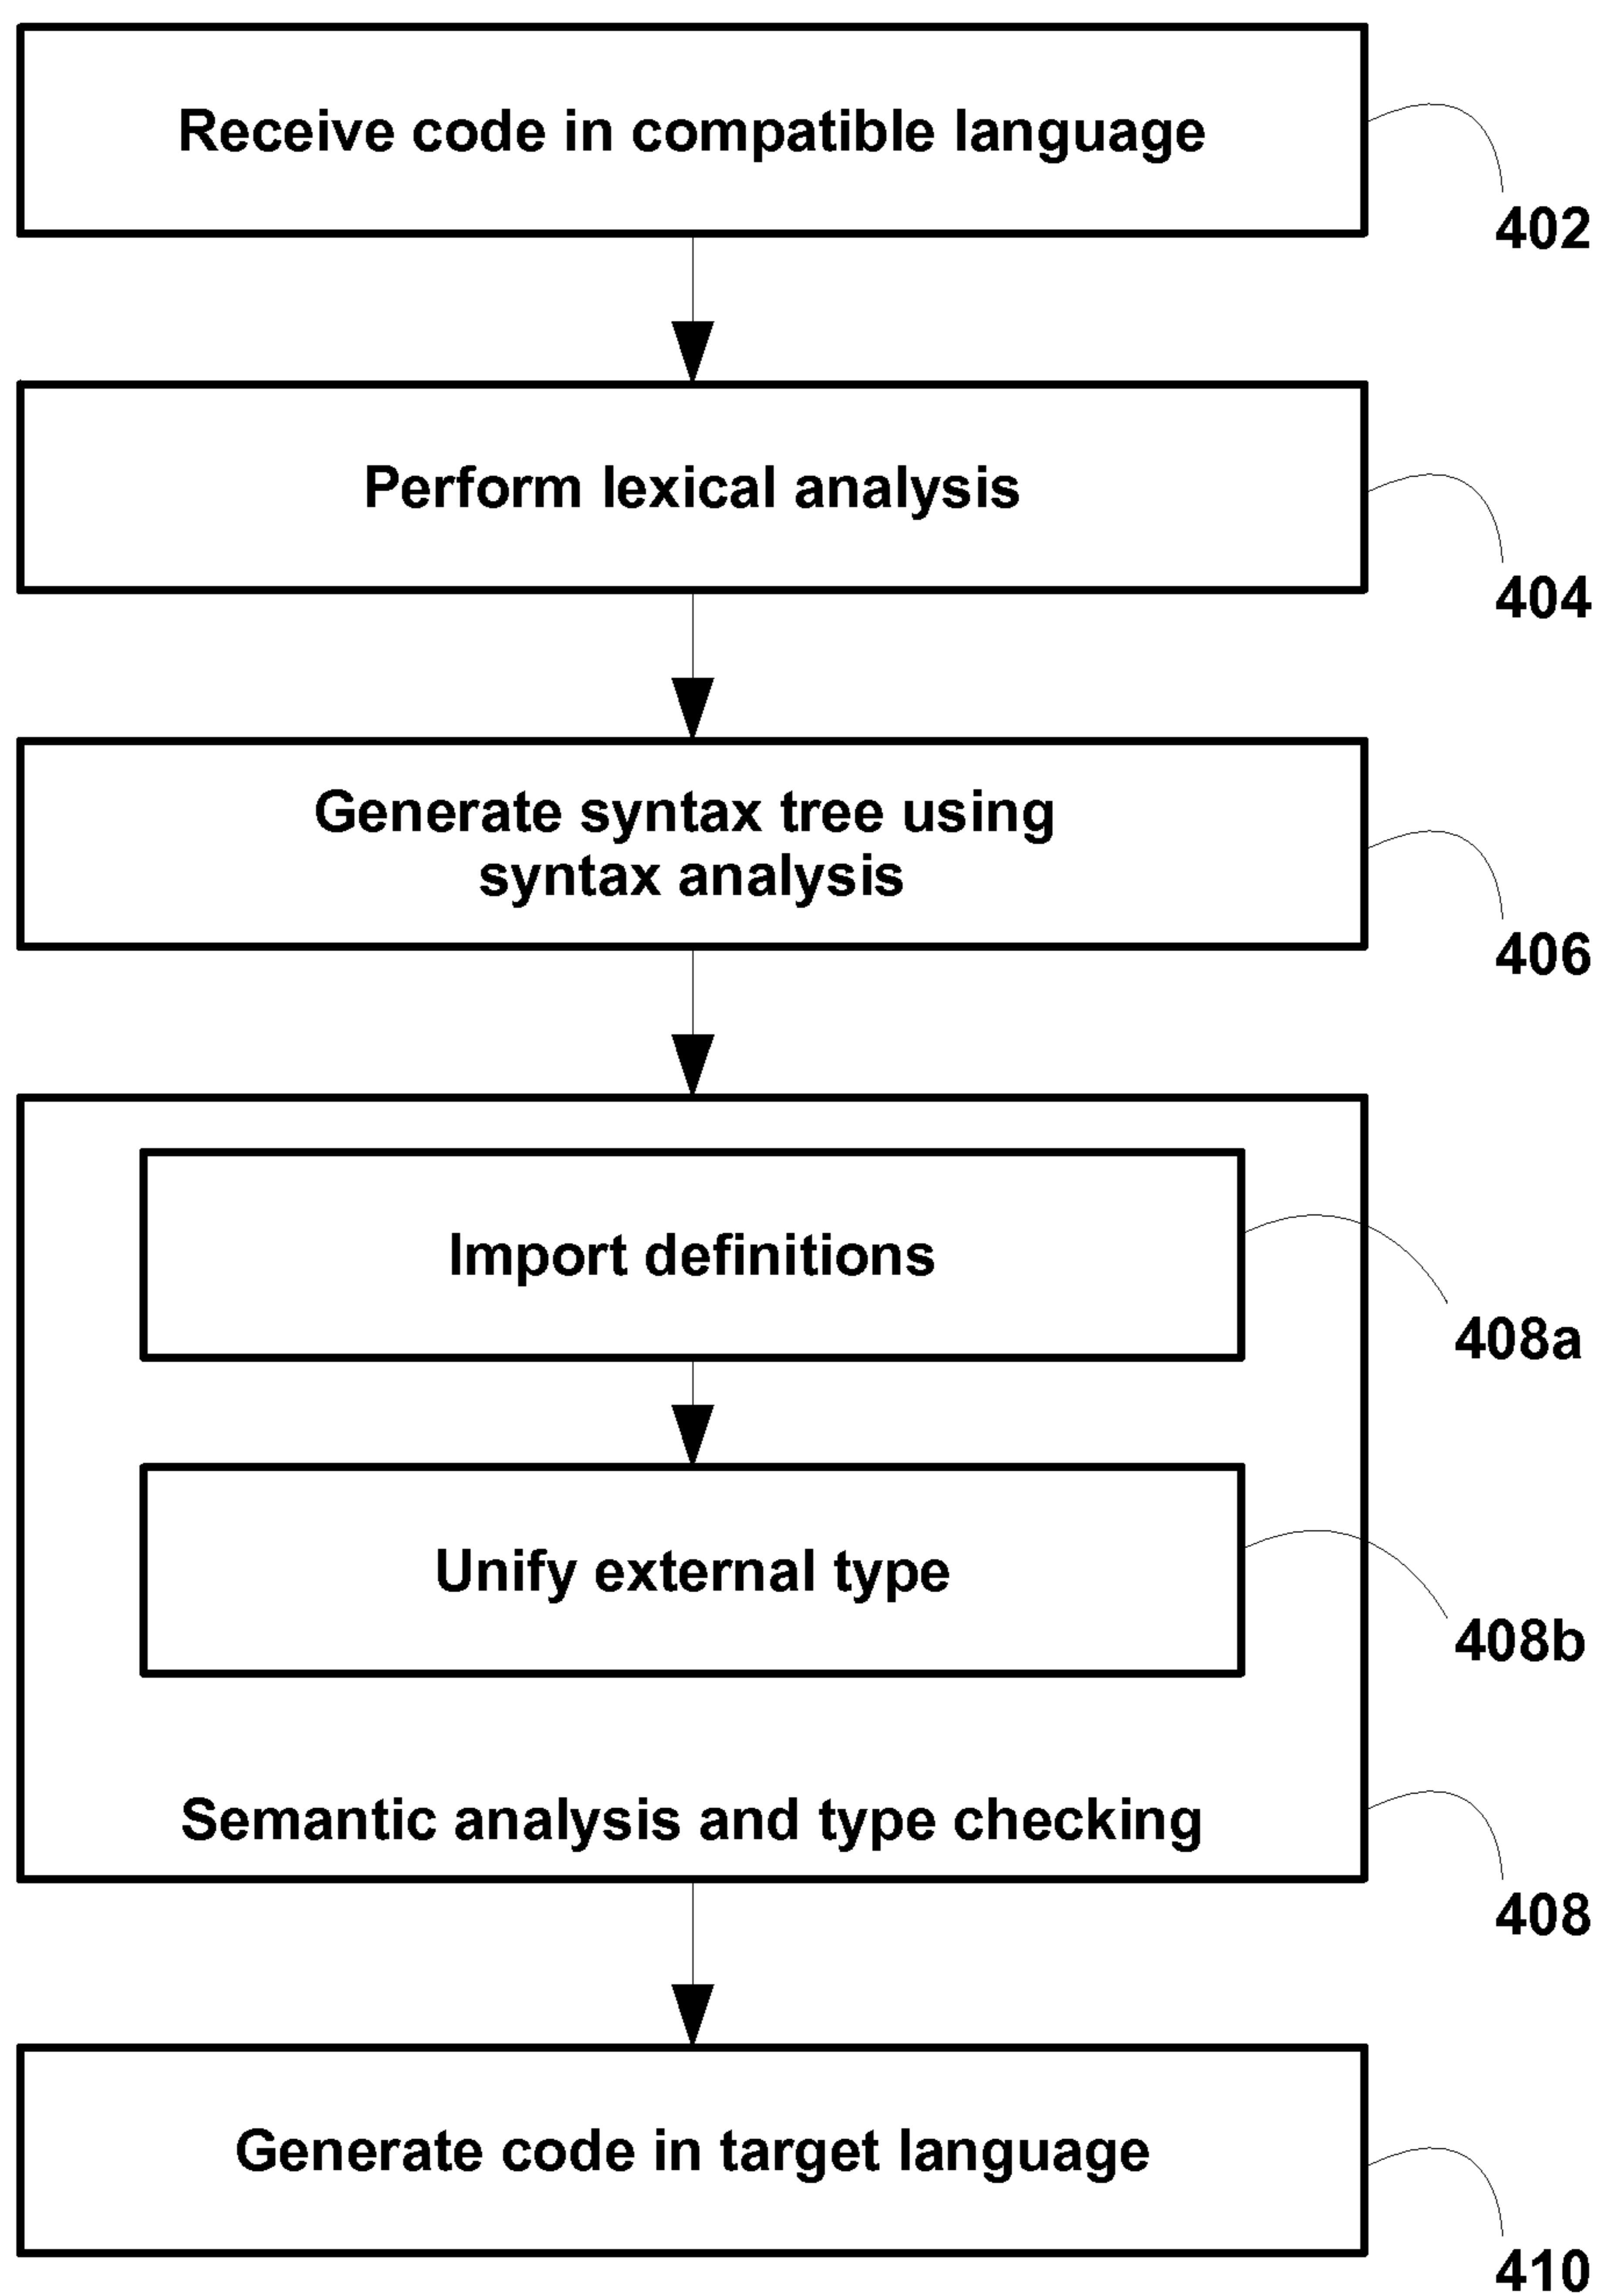 Receive code in compatible language
402
Perform lexical analysis
404
Generate syntax tree using
syntax analysis
406
Import definitions
408a
Unify external type
408b
Semantic analysis and type checking
408
Generate code in target language
410